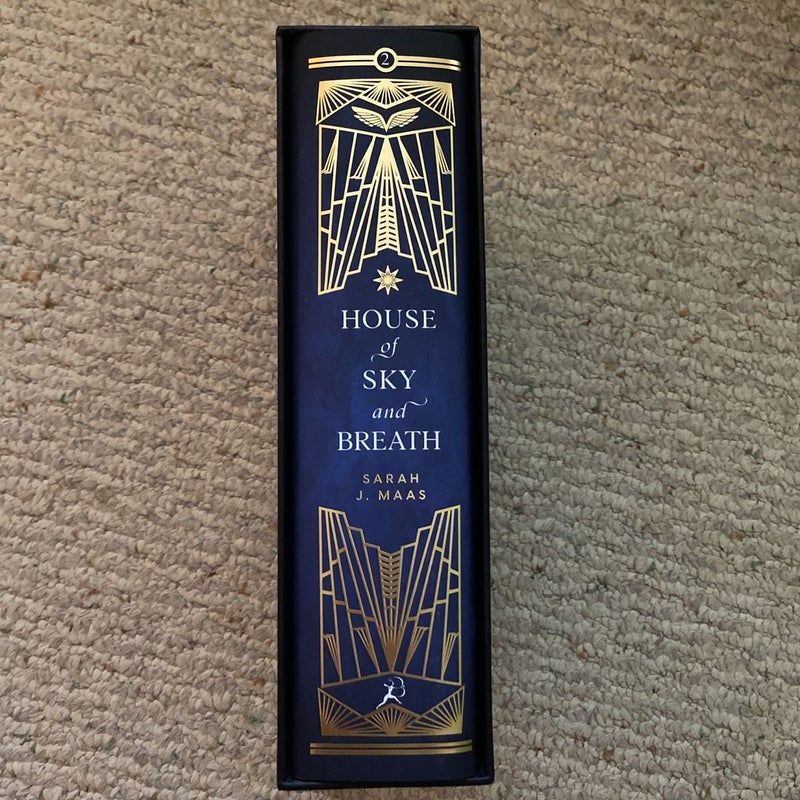 2
HOUSE
of
SKY
and
BREATH
SARAH
J. MAAS